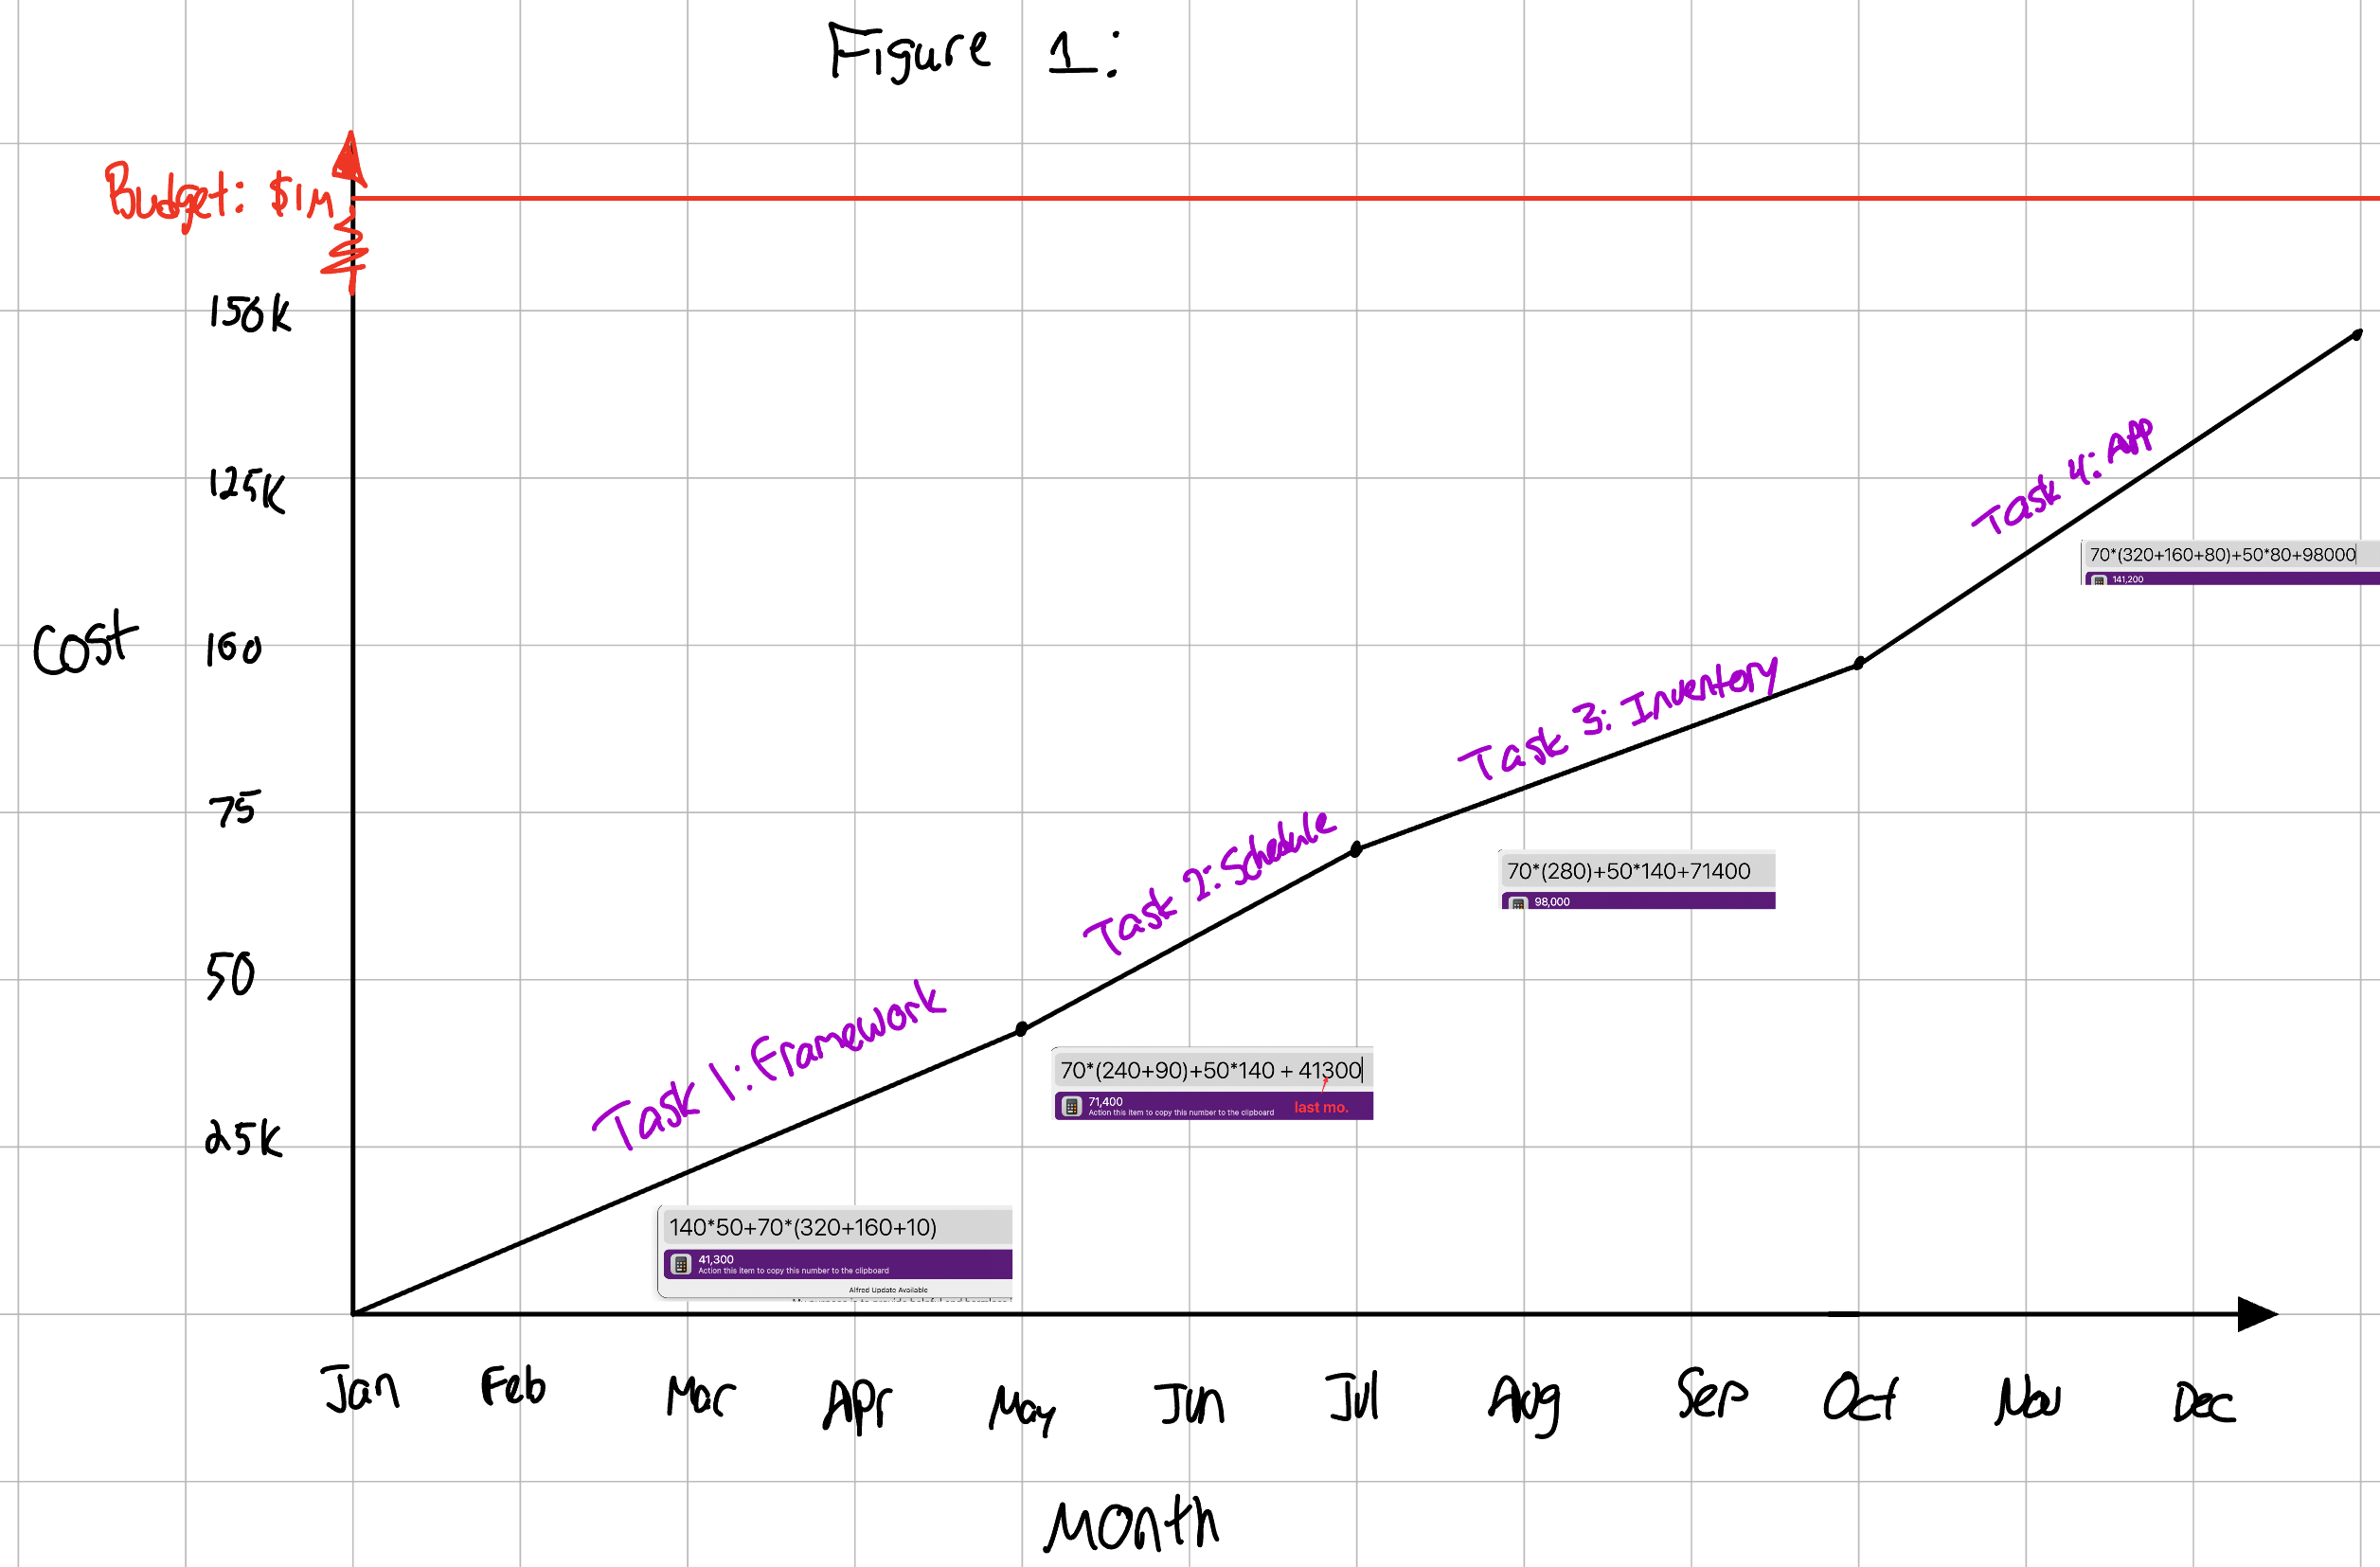 Figure 1:
Budget: $1M
150k
125k
100
75
50
25k
Cost
Task 4: App
70*(320+160+80)+50*80+98000
141,200
Task 3: Inventory
70*(280)+50*140+71400
98,000
Task 2: Schedule
70*(240+90)+50*140 + 41300
71,400
Action this item to copy this number to the clipboard
last mo.
Task 1: Framework
140*50+70*(320+160+10)
41,300
Action this item to copy this number to the clipboard
Alfred Update Available
Jan Feb Mar Apr May Jun Jul Aug Sep Oct Nov Dec
Month